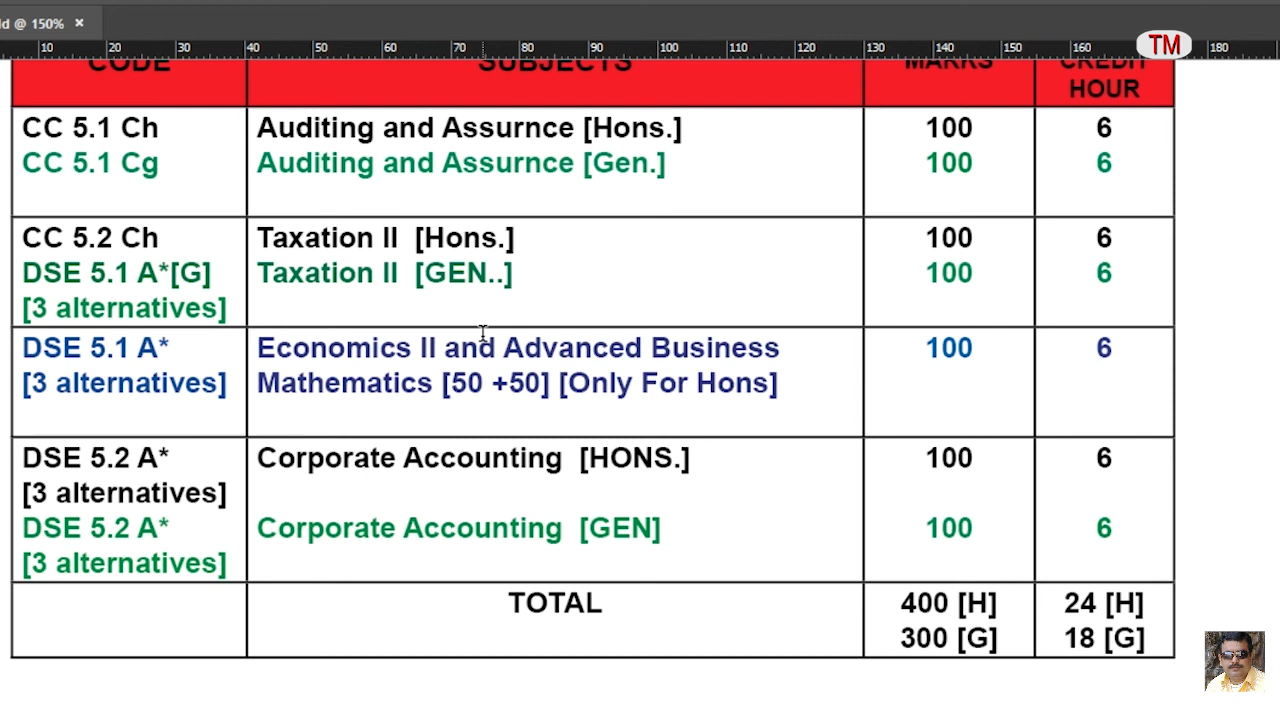 ld @ 150% ×
10 20 30 40 50 60 70 80 90 100 110 120 130 140 150 160 180
TM
CODE SUBJECTS MARKS CREDIT HOUR
CC 5.1 Ch Auditing and Assurnce [Hons.] 100 6
CC 5.1 Cg Auditing and Assurnce [Gen.] 100 6
CC 5.2 Ch Taxation II [Hons.] 100 6
DSE 5.1 A*[G] Taxation II [GEN..] 100 6
[3 alternatives]
DSE 5.1 A* Economics II and Advanced Business 100 6
[3 alternatives] Mathematics [50 +50] [Only For Hons]
DSE 5.2 A* Corporate Accounting [HONS.] 100 6
[3 alternatives]
DSE 5.2 A* Corporate Accounting [GEN] 100 6
[3 alternatives]
TOTAL 400 [H] 24 [H]
300 [G] 18 [G]